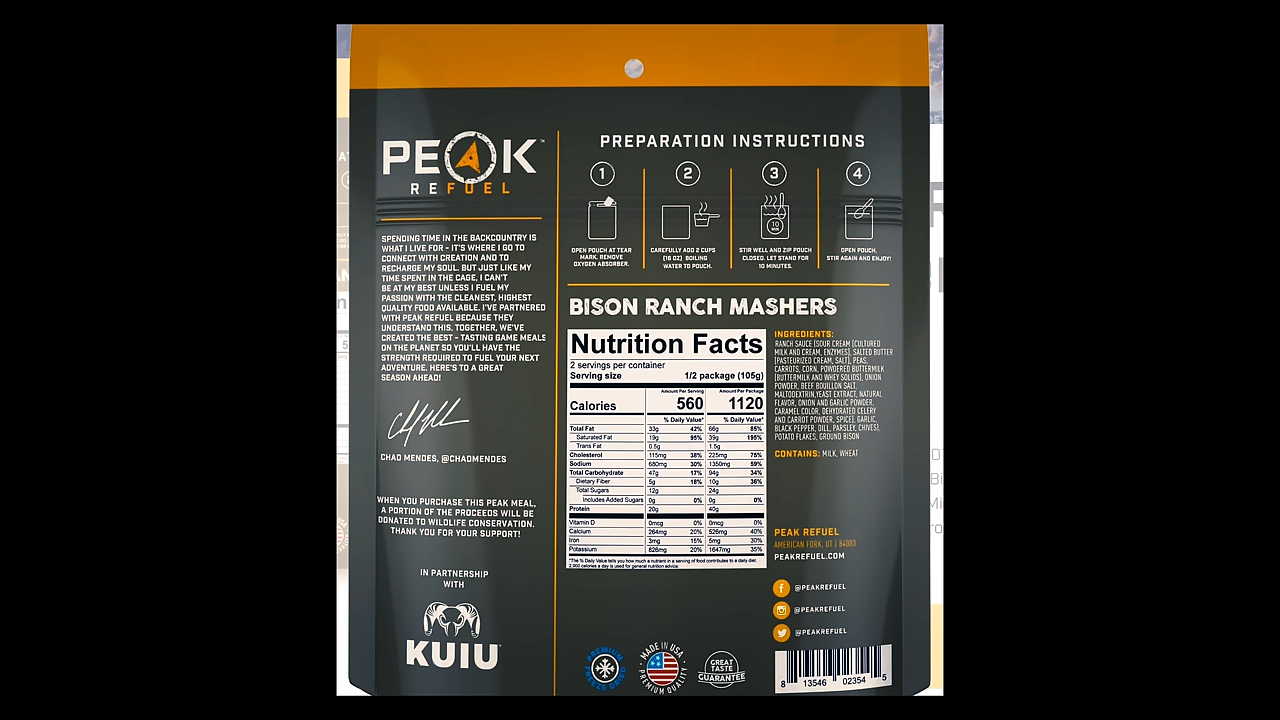 PEAK™
REFUEL
SPENDING TIME IN THE BACKCOUNTRY IS
WHAT I LIVE FOR - IT'S WHERE I GO TO
CONNECT WITH CREATION AND TO
RECHARGE MY SOUL. BUT JUST LIKE MY
TIME SPENT IN THE CAGE, I CAN'T
BE AT MY BEST UNLESS I FUEL MY
PASSION WITH THE CLEANEST, HIGHEST
QUALITY FOOD AVAILABLE. I'VE PARTNERED
WITH PEAK REFUEL BECAUSE THEY
UNDERSTAND THIS. TOGETHER, WE'VE
CREATED THE BEST - TASTING GAME MEALS
ON THE PLANET SO YOU'LL HAVE THE
STRENGTH REQUIRED TO FUEL YOUR NEXT
ADVENTURE. HERE'S TO A GREAT
SEASON AHEAD!
CHAD MENDES, @CHADMENDES
WHEN YOU PURCHASE THIS PEAK MEAL,
A PORTION OF THE PROCEEDS WILL BE
DONATED TO WILDLIFE CONSERVATION.
THANK YOU FOR YOUR SUPPORT!
IN PARTNERSHIP
WITH
KUIU
PREPARATION INSTRUCTIONS
1 2 3 4
10
MIN
OPEN POUCH AT TEAR
MARK. REMOVE
OXYGEN ABSORBER.
CAREFULLY ADD 2 CUPS
(16 OZ) BOILING
WATER TO POUCH.
STIR WELL AND ZIP POUCH
CLOSED. LET STAND FOR
10 MINUTES.
OPEN POUCH,
STIR AGAIN AND ENJOY!
BISON RANCH MASHERS
Nutrition Facts
2 servings per container
Serving size 1/2 package (105g)
Amount Per Serving Amount Per Package
Calories 560 1120
% Daily Value* % Daily Value*
Total Fat 33g 42% 66g 85%
Saturated Fat 19g 95% 39g 195%
Trans Fat 0.5g 1.5g
Cholesterol 115mg 38% 225mg 75%
Sodium 680mg 30% 1350mg 59%
Total Carbohydrate 47g 17% 94g 34%
Dietary Fiber 5g 18% 10g 36%
Total Sugars 12g 24g
Includes Added Sugars 0g 0% 0g 0%
Protein 20g 40g
Vitamin D 0mcg 0% 0mcg 0%
Calcium 264mg 20% 526mg 40%
Iron 3mg 15% 5mg 30%
Potassium 826mg 20% 1647mg 35%
*The % Daily Value tells you how much a nutrient in a serving of food contributes to a daily diet.
2,000 calories a day is used for general nutrition advice.
INGREDIENTS:
RANCH SAUCE [SOUR CREAM (CULTURED
MILK AND CREAM, ENZYMES), SALTED BUTTER
(PASTEURIZED CREAM, SALT), PEAS,
CARROTS, CORN, POWDERED BUTTERMILK
(BUTTERMILK AND WHEY SOLIDS), ONION
POWDER, BEEF BOUILLON SALT,
MALTODEXTRIN,YEAST EXTRACT, NATURAL
FLAVOR, ONION AND GARLIC POWDER,
CARAMEL COLOR, DEHYDRATED CELERY
AND CARROT POWDER, SPICE), GARLIC,
BLACK PEPPER, DILL, PARSLEY, CHIVES],
POTATO FLAKES, GROUND BISON
CONTAINS: MILK, WHEAT
PEAK REFUEL
AMERICAN FORK, UT | 84003
PEAKREFUEL.COM
@PEAKREFUEL
@PEAKREFUEL
@PEAKREFUEL
PREMIUM FREEZE DRIED
MADE IN USA PREMIUM QUALITY
GREAT TASTE GUARANTEE
8 13546 02354 5